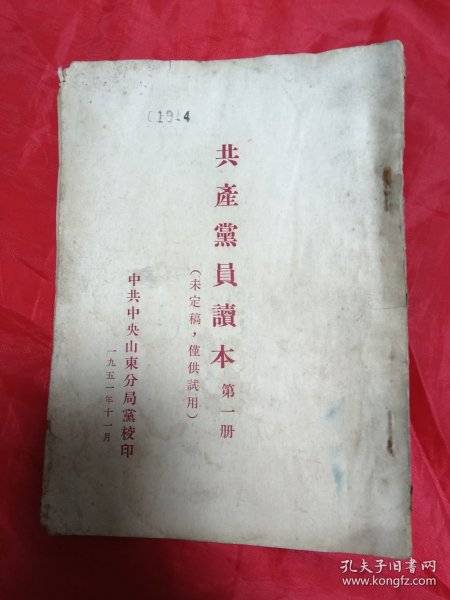 C1944
共產黨員讀本 第一册
（未定稿，僅供試用）
中共中央山東分局黨校印
一九五一年十一月
孔夫子旧书网
www.kongfz.com